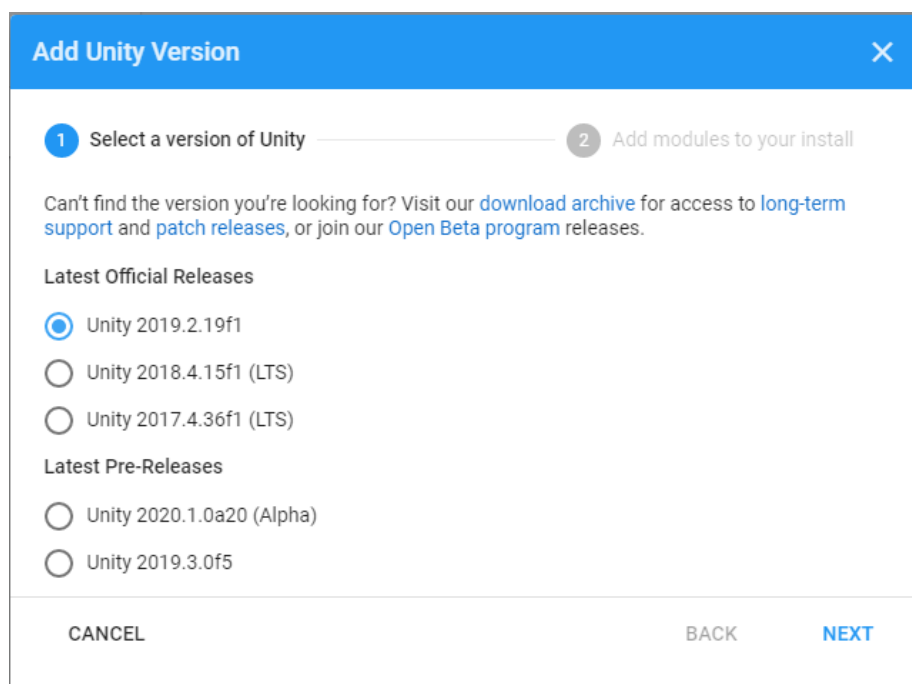 Add Unity Version
1 Select a version of Unity 2 Add modules to your install
Can't find the version you're looking for? Visit our download archive for access to long-term
support and patch releases, or join our Open Beta program releases.
Latest Official Releases
Unity 2019.2.19f1
Unity 2018.4.15f1 (LTS)
Unity 2017.4.36f1 (LTS)
Latest Pre-Releases
Unity 2020.1.0a20 (Alpha)
Unity 2019.3.0f5
CANCEL BACK NEXT